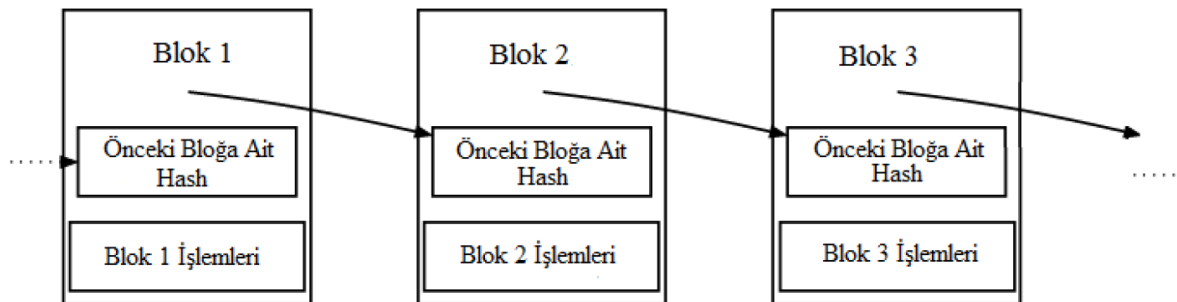 Blok 1
Önceki Bloğa Ait
Hash
Blok 1 İşlemleri
Blok 2
Önceki Bloğa Ait
Hash
Blok 2 İşlemleri
Blok 3
Önceki Bloğa Ait
Hash
Blok 3 İşlemleri